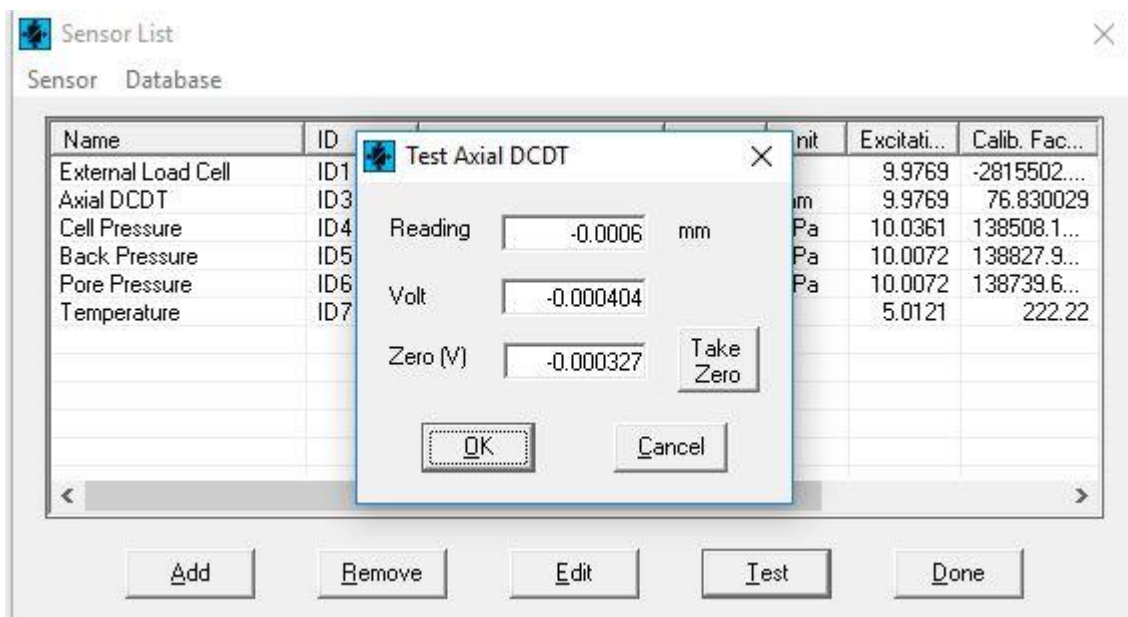 Sensor List
Sensor Database
Name ID nit Excitati... Calib. Fac...
External Load Cell ID1 9.9769 -2815502....
Axial DCDT ID3 m 9.9769 76.830029
Cell Pressure ID4 Pa 10.0361 138508.1...
Back Pressure ID5 Pa 10.0072 138827.9...
Pore Pressure ID6 Pa 10.0072 138739.6...
Temperature ID7 5.0121 222.22
Test Axial DCDT
Reading -0.0006 mm
Volt -0.000404
Zero (V) -0.000327 Take
Zero
OK Cancel
Add Remove Edit Test Done